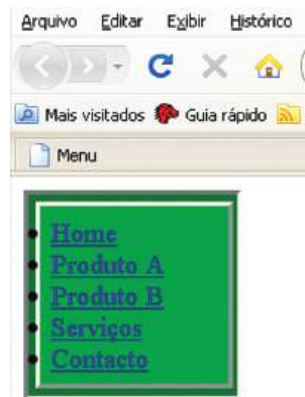 Arquivo Editar Exibir Histórico
Mais visitados Guia rápido
Menu
Home
Produto A
Produto B
Serviços
Contacto